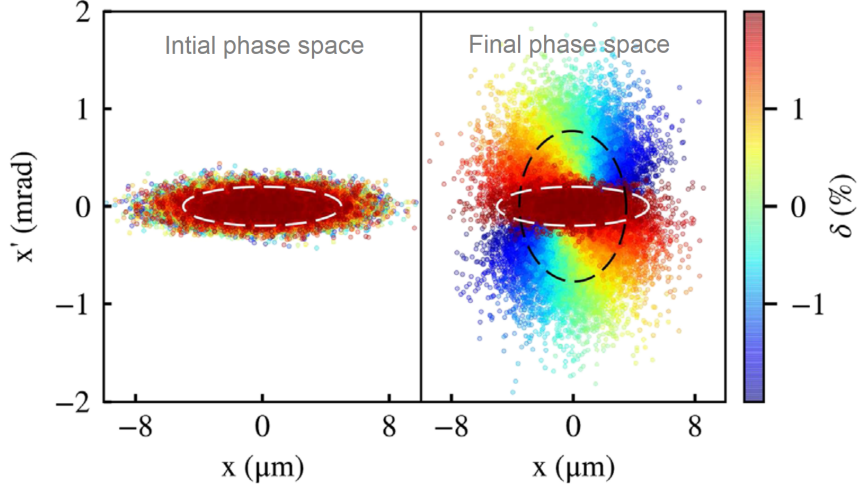 Intial phase space
Final phase space
2
1
0
−1
−2
x' (mrad)
−8
0
8
−8
0
8
x (μm)
x (μm)
1
0
−1
δ (%)